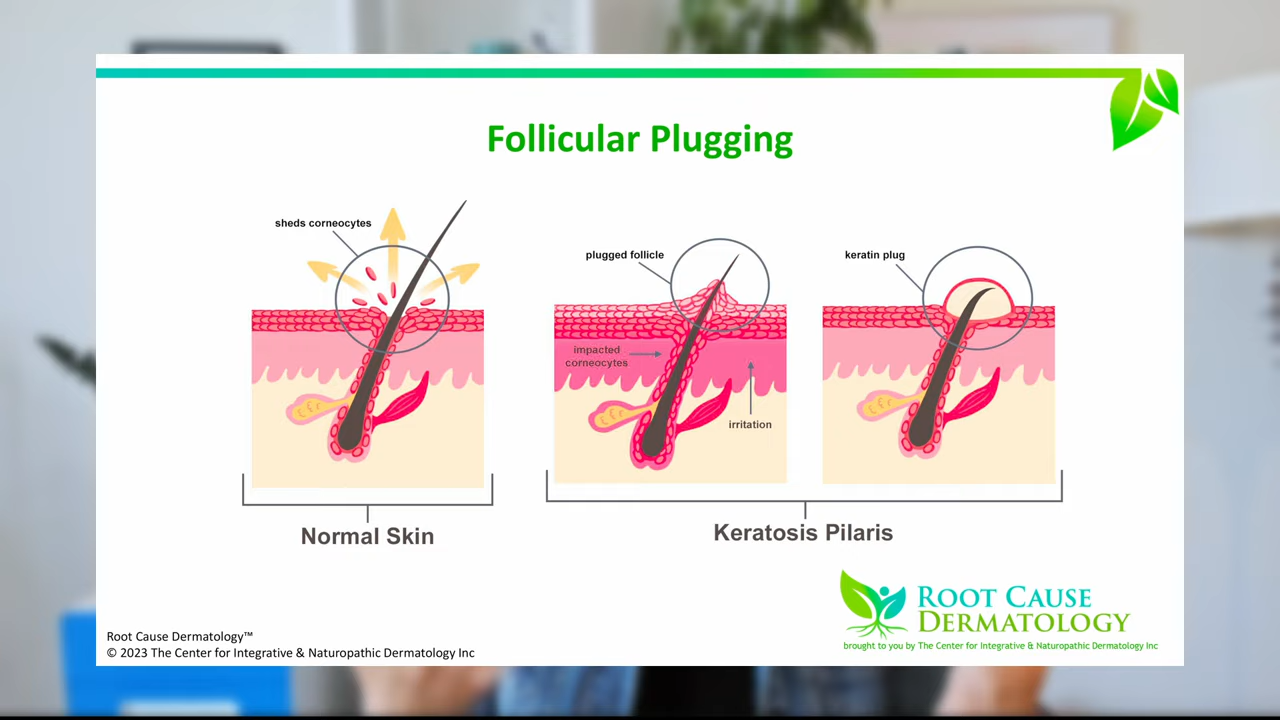 Follicular Plugging
sheds corneocytes
plugged follicle
keratin plug
impacted
corneocytes
irritation
Normal Skin
Keratosis Pilaris
ROOT CAUSE
DERMATOLOGY
brought to you by The Center for Integrative & Naturopathic Dermatology Inc
Root Cause Dermatology™
© 2023 The Center for Integrative & Naturopathic Dermatology Inc